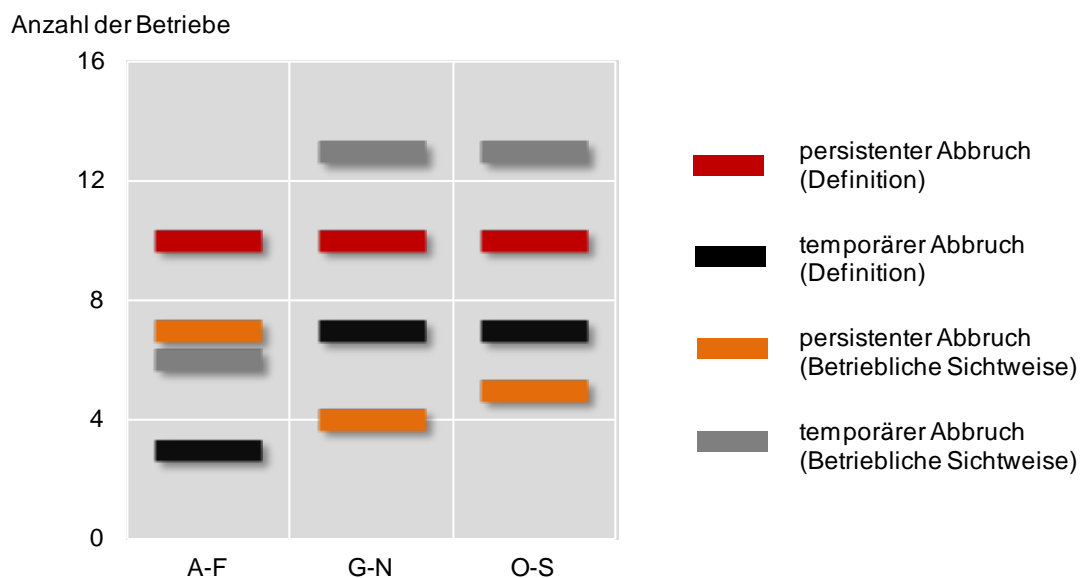 Anzahl der Betriebe
16
12
8
4
0
A-F
G-N
O-S
persistenter Abbruch
(Definition)
temporärer Abbruch
(Definition)
persistenter Abbruch
(Betriebliche Sichtweise)
temporärer Abbruch
(Betriebliche Sichtweise)